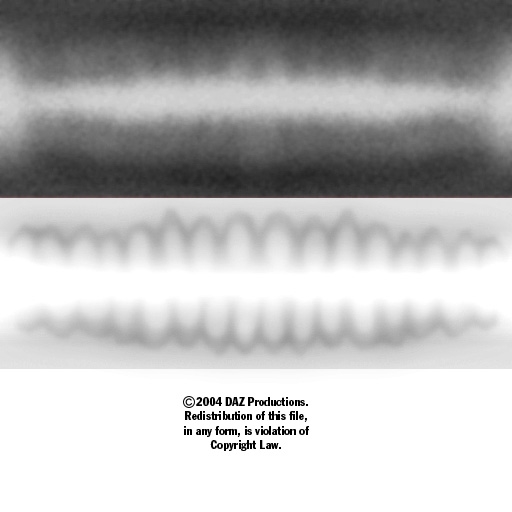 ©2004 DAZ Productions.
Redistribution of this file,
in any form, is violation of
Copyright Law.